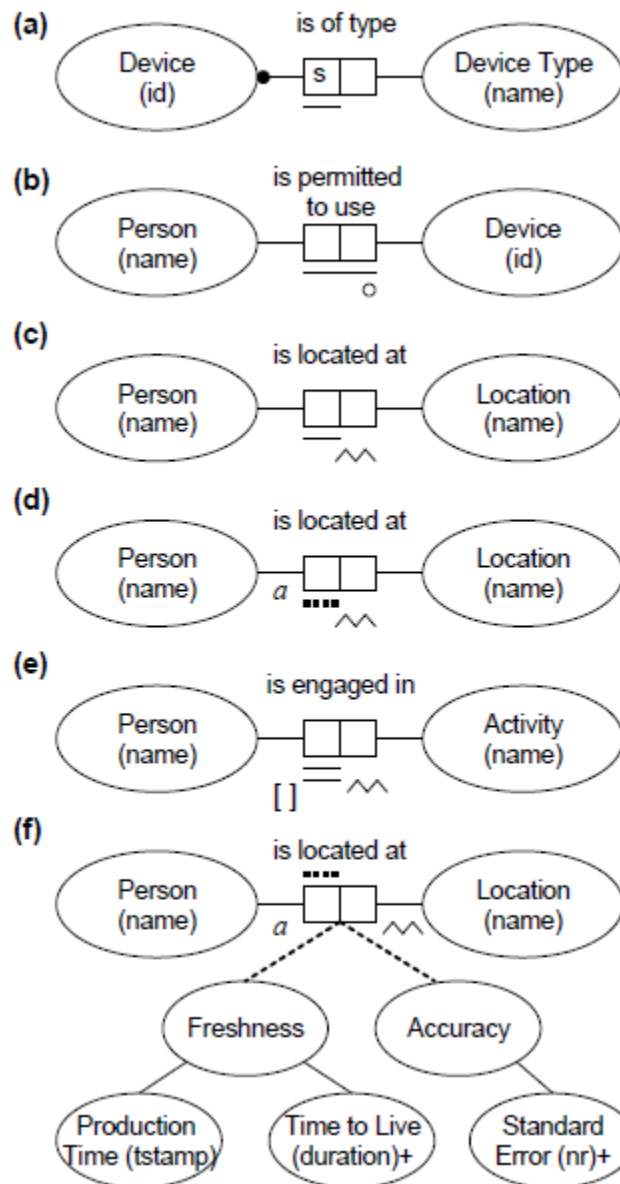 (a)
is of type
Device
(id)
s
Device Type
(name)
(b)
is permitted
to use
Person
(name)
Device
(id)
(c)
is located at
Person
(name)
Location
(name)
(d)
is located at
Person
(name)
a
Location
(name)
(e)
is engaged in
Person
(name)
[ ]
Activity
(name)
(f)
is located at
Person
(name)
a
Location
(name)
Freshness
Accuracy
Production
Time (tstamp)
Time to Live
(duration)+
Standard
Error (nr)+